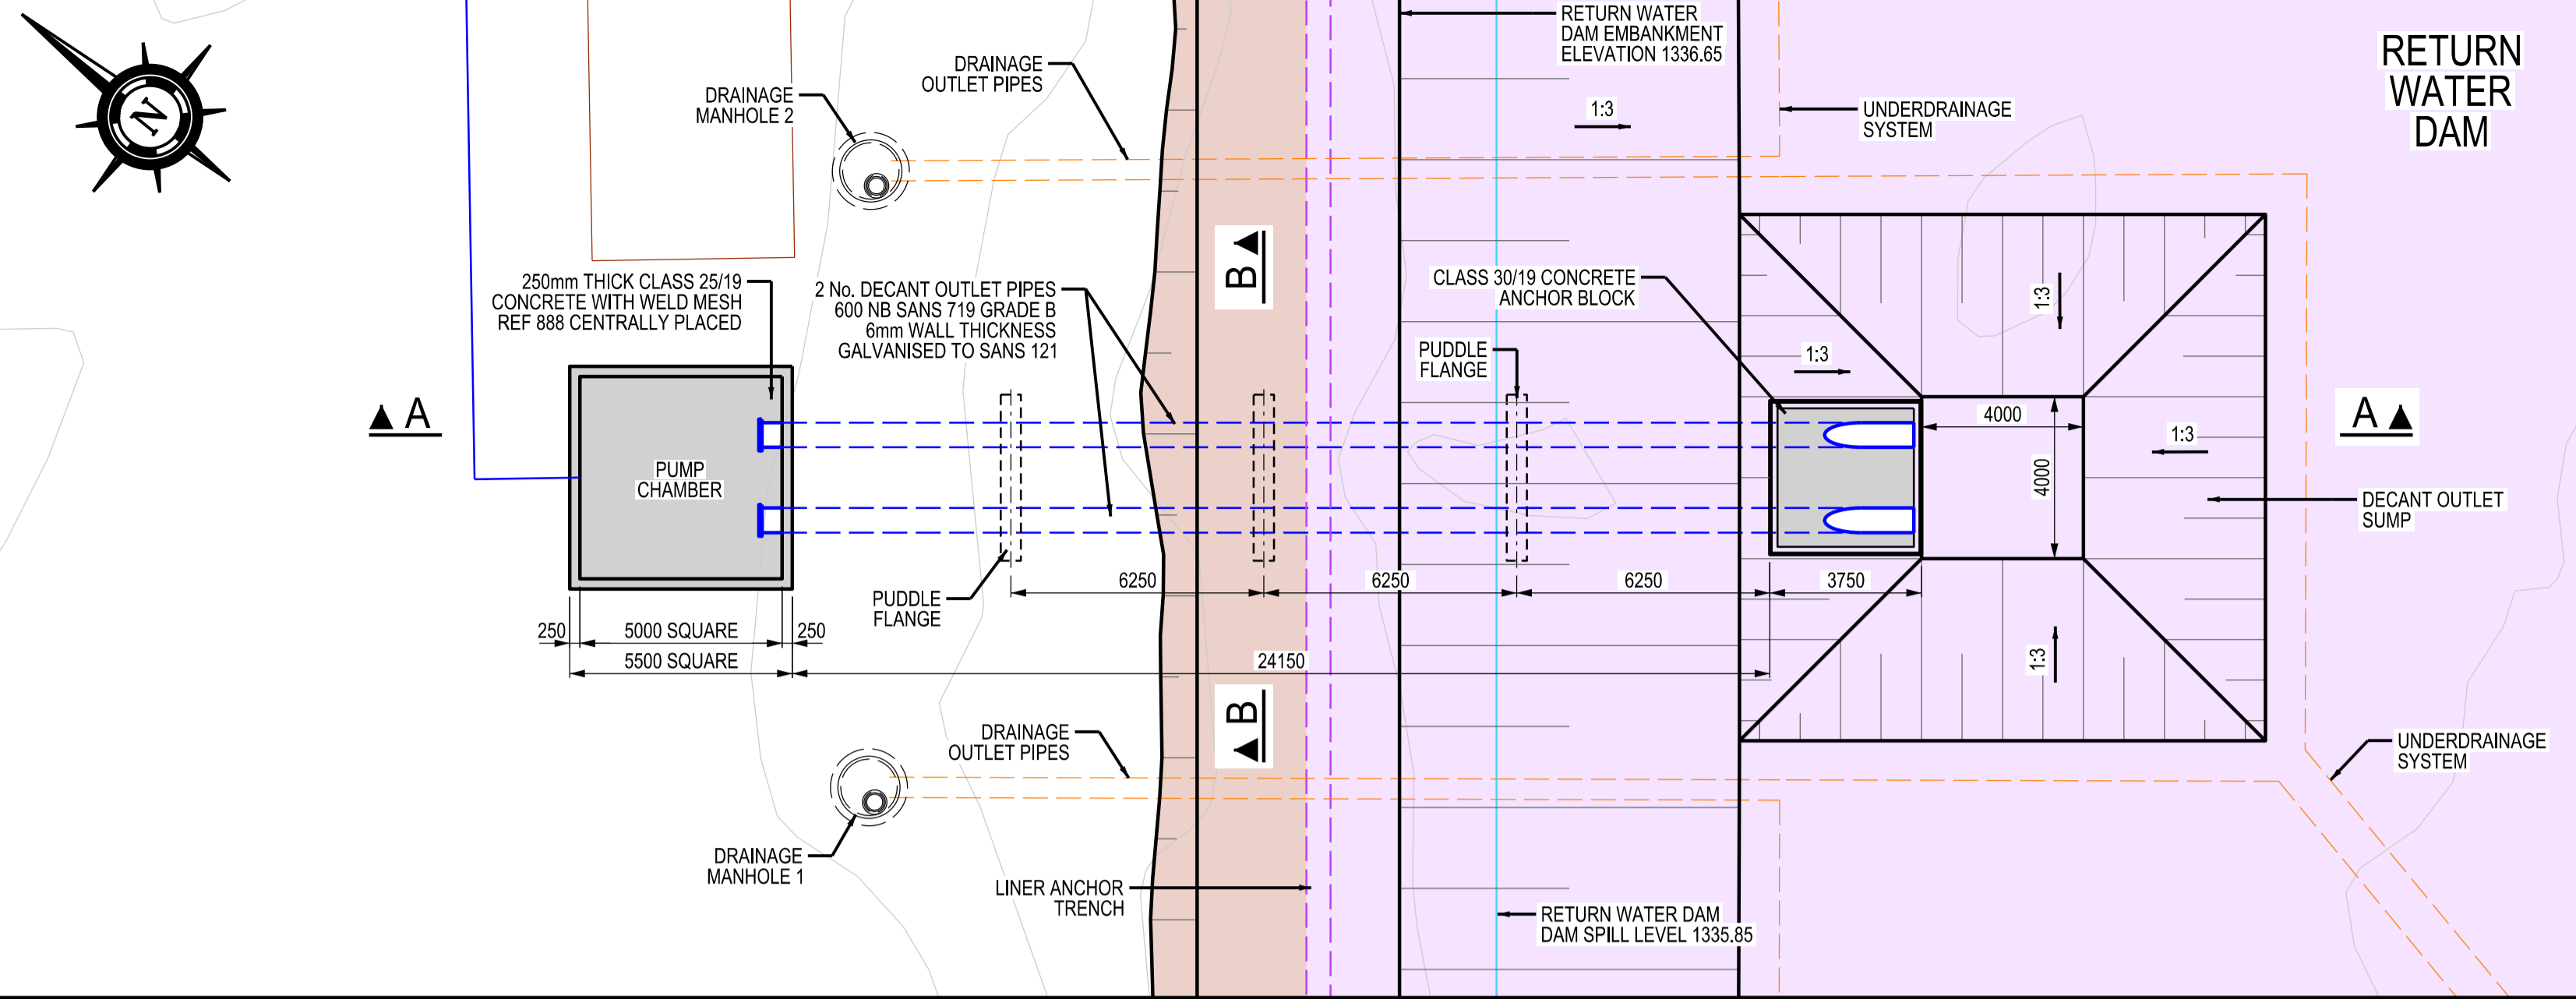 RETURN WATER
DAM EMBANKMENT
ELEVATION 1336.65
RETURN
WATER
DAM
DRAINAGE
OUTLET PIPES
DRAINAGE
MANHOLE 2
1:3
UNDERDRAINAGE
SYSTEM
N
250mm THICK CLASS 25/19
CONCRETE WITH WELD MESH
REF 888 CENTRALLY PLACED
2 No. DECANT OUTLET PIPES
600 NB SANS 719 GRADE B
6mm WALL THICKNESS
GALVANISED TO SANS 121
B
CLASS 30/19 CONCRETE
ANCHOR BLOCK
PUDDLE
FLANGE
1:3
1:3
A
A
4000
4000
1:3
PUMP
CHAMBER
DECANT OUTLET
SUMP
6250
6250
6250
3750
PUDDLE
FLANGE
250
5000 SQUARE
250
5500 SQUARE
24150
1:3
B
DRAINAGE
OUTLET PIPES
UNDERDRAINAGE
SYSTEM
DRAINAGE
MANHOLE 1
LINER ANCHOR
TRENCH
RETURN WATER DAM
DAM SPILL LEVEL 1335.85